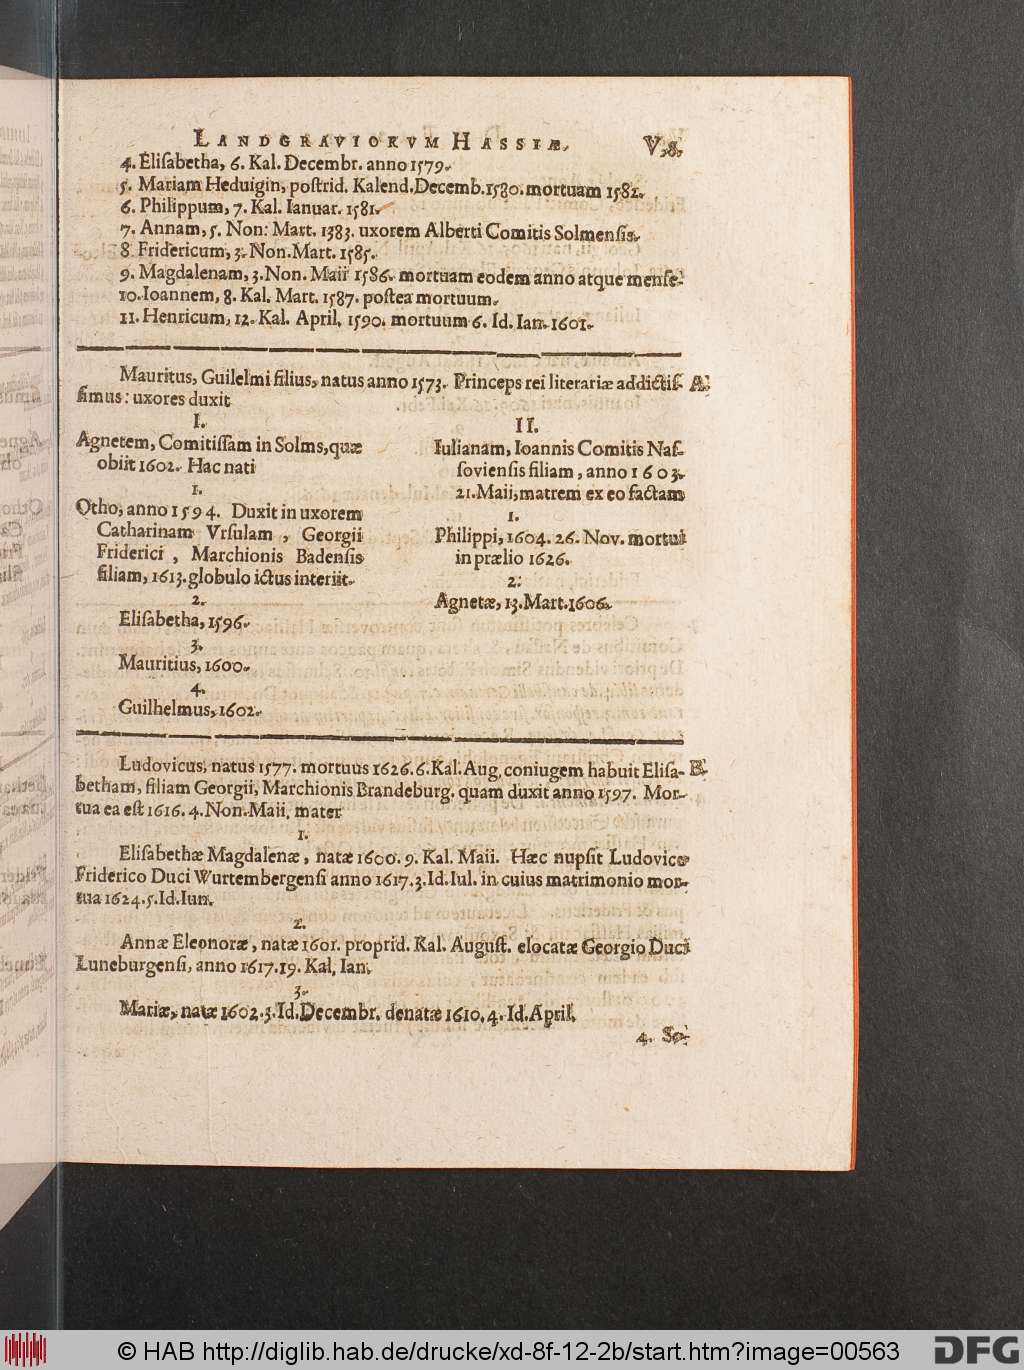 LANDGRAVIORVM HASSIÆ. V.8.
4. Eliſabetha, 6. Kal. Decembr. anno 1579.
5. Mariam Heduigin, poſtrid. Kalend. Decemb. 1580. mortuam 1582.
6. Philippum, 7. Kal. Ianuar. 1581.
7. Annam, 5. Non: Mart. 1383. uxorem Alberti Comitis Solmenſis.
8. Fridericum, 3. Non. Mart. 1585.
9. Magdalenam, 3. Non. Maii 1586. mortuam eodem anno atque menſe.
10. Ioannem, 8. Kal. Mart. 1587. poſtea mortuum.
11. Henricum, 12. Kal. April. 1590. mortuum 6. Id. Ian. 1601.
Mauritus, Guilelmi filius, natus anno 1573. Princeps rei literariæ addictiſ- A
ſimus: uxores duxit
I.
Agnetem, Comitiſſam in Solms, quæ
obiit 1602. Hac nati
1.
Otho, anno 1594. Duxit in uxorem
Catharinam Vrſulam, Georgii
Friderici, Marchionis Badenſis
filiam, 1613. globulo ictus interiit.
2.
Eliſabetha, 1596.
3.
Mauritius, 1600.
4.
Guilhelmus, 1602.
II.
Iulianam, Ioannis Comitis Naſ-
ſovienſis filiam, anno 1603.
21. Maii, matrem ex eo factam
1.
Philippi, 1604. 26. Nov. mortui
in prælio 1626.
2.
Agnetæ, 13. Mart. 1606.
Ludovicus, natus 1577. mortuus 1626. 6. Kal. Aug. coniugem habuit Eliſa- B
betham, filiam Georgii, Marchionis Brandeburg. quam duxit anno 1597. Mor-
tua ea eſt 1616. 4. Non. Maii, mater
1.
Eliſabethæ Magdalenæ, natæ 1600. 9. Kal. Maii. Hæc nupſit Ludovico
Friderico Duci Wurtembergenſi anno 1617. 3. Id. Iul. in cuius matrimonio mor-
tua 1624. 5. Id. Iun.
2.
Annæ Eleonoræ, natæ 1601. proprid. Kal. Auguſt. elocatæ Georgio Duci
Luneburgenſi, anno 1617. 19. Kal. Ian.
3.
Mariæ, natæ 1602. 3. Id. Decembr. denatæ 1610. 4. Id. April.
4. So-
© HAB http://diglib.hab.de/drucke/xd-8f-12-2b/start.htm?image=00563
DFG